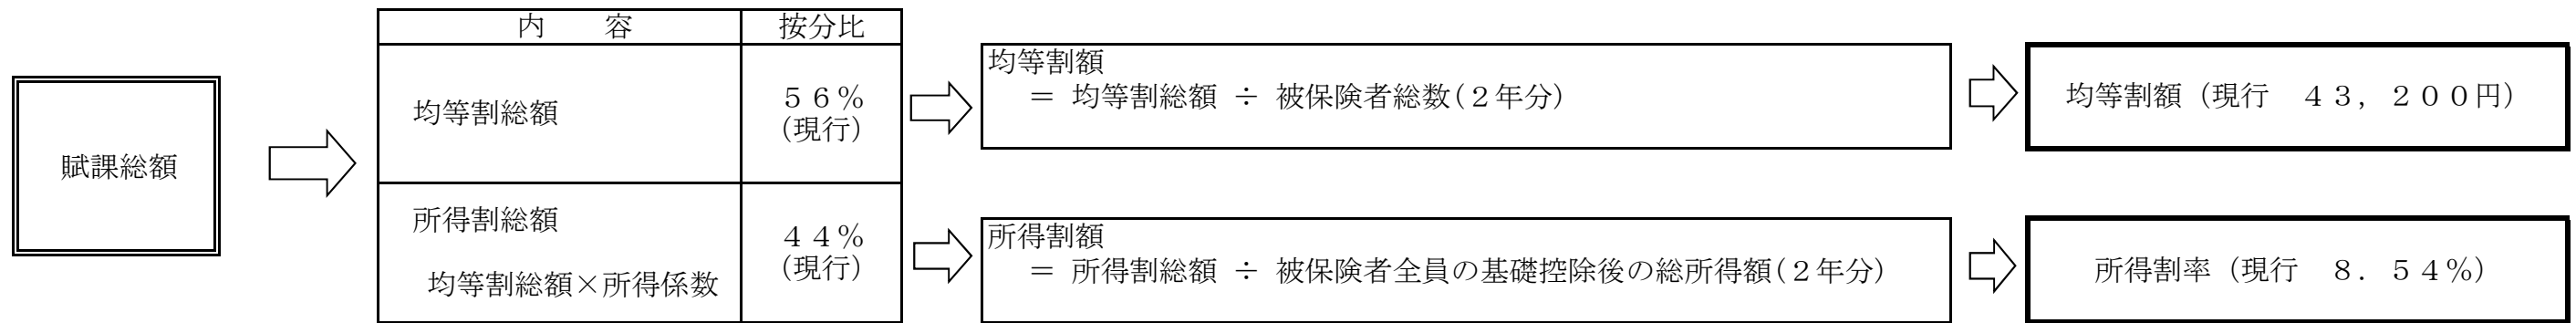 賦課総額
内　　容
按分比
均等割総額
５６％
（現行）
所得割総額
均等割総額×所得係数
４４％
（現行）
均等割額
＝ 均等割総額 ÷ 被保険者総数（２年分）
均等割額（現行　４３，２００円）
所得割額
＝ 所得割総額 ÷ 被保険者全員の基礎控除後の総所得額（２年分）
所得割率（現行　８．５４％）